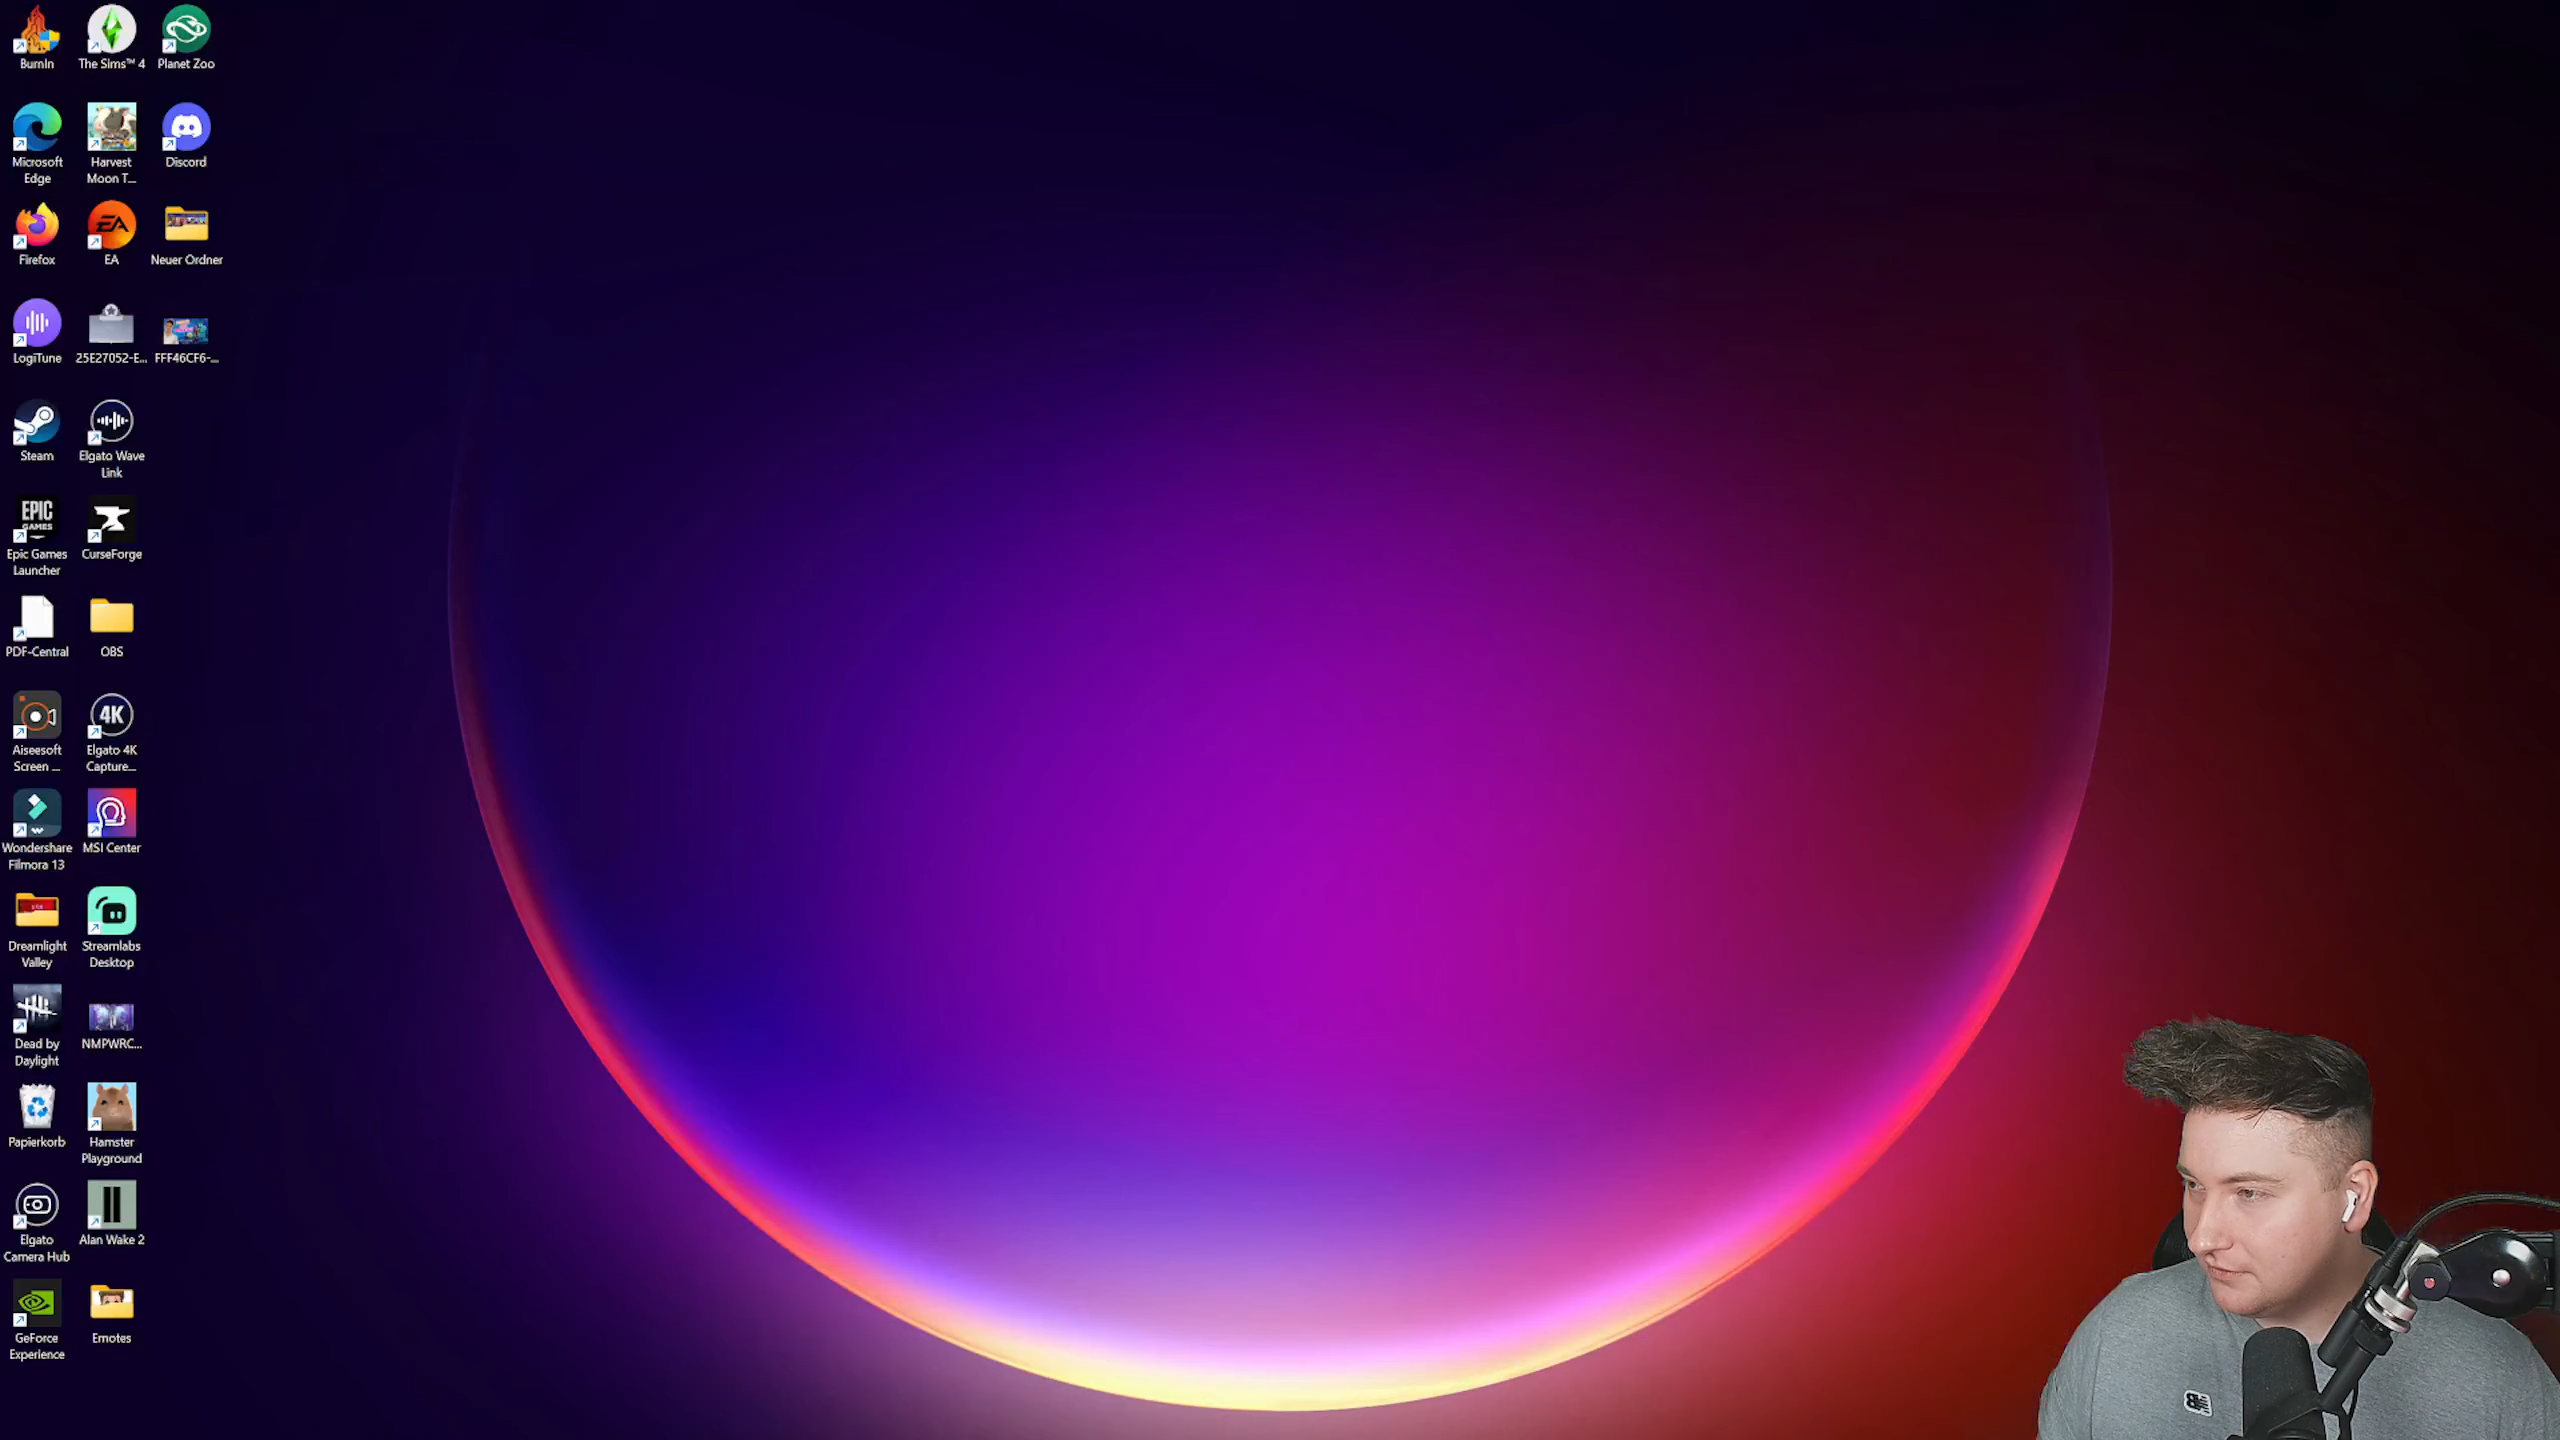 BurnIn
The Sims™ 4
Planet Zoo
Microsoft
Edge
Harvest
Moon T...
Discord
Firefox
EA
EA
Neuer Ordner
LogiTune
25E27052-E...
FFF46CF6-...
Steam
Elgato Wave
Link
EPIC
GAMES
Epic Games
Launcher
CurseForge
PDF-Central
OBS
Aiseesoft
Screen ...
4K
Elgato 4K
Capture...
Wondershare
Filmora 13
MSI Center
Dreamlight
Valley
Streamlabs
Desktop
Dead by
Daylight
NMPWRC...
Papierkorb
Hamster
Playground
Elgato
Camera Hub
Alan Wake 2
GeForce
Experience
Emotes